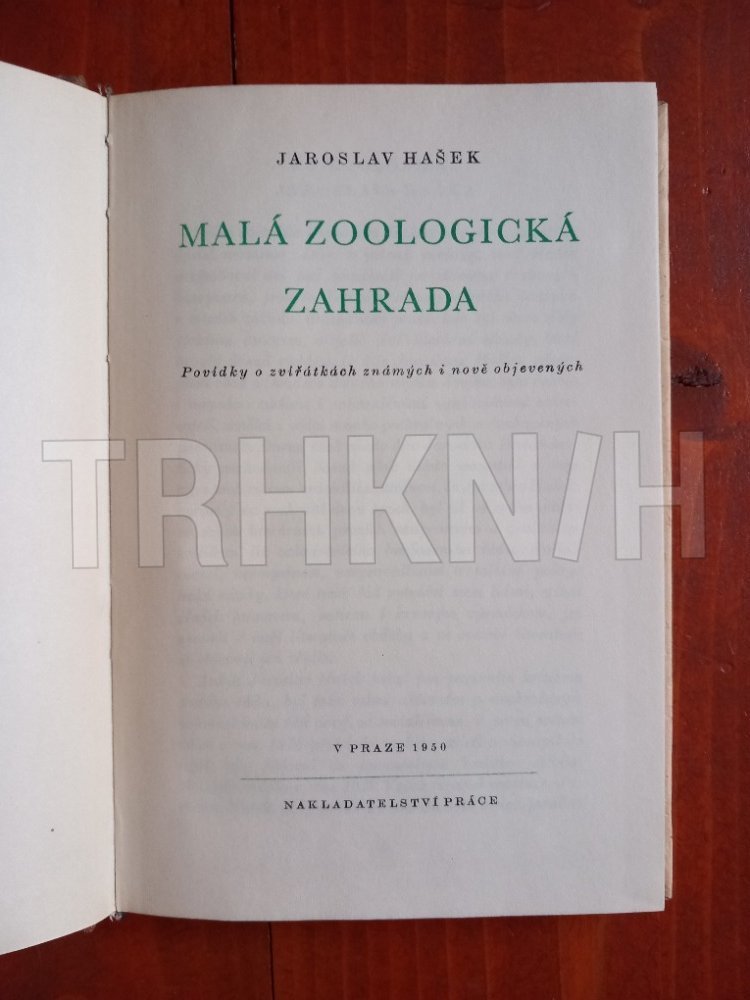 JAROSLAV HAŠEK
MALÁ ZOOLOGICKÁ
ZAHRADA
Povídky o zvířátkách známých i nově objevených
TRHKNIH
V PRAZE 1950
NAKLADATELSTVÍ PRÁCE